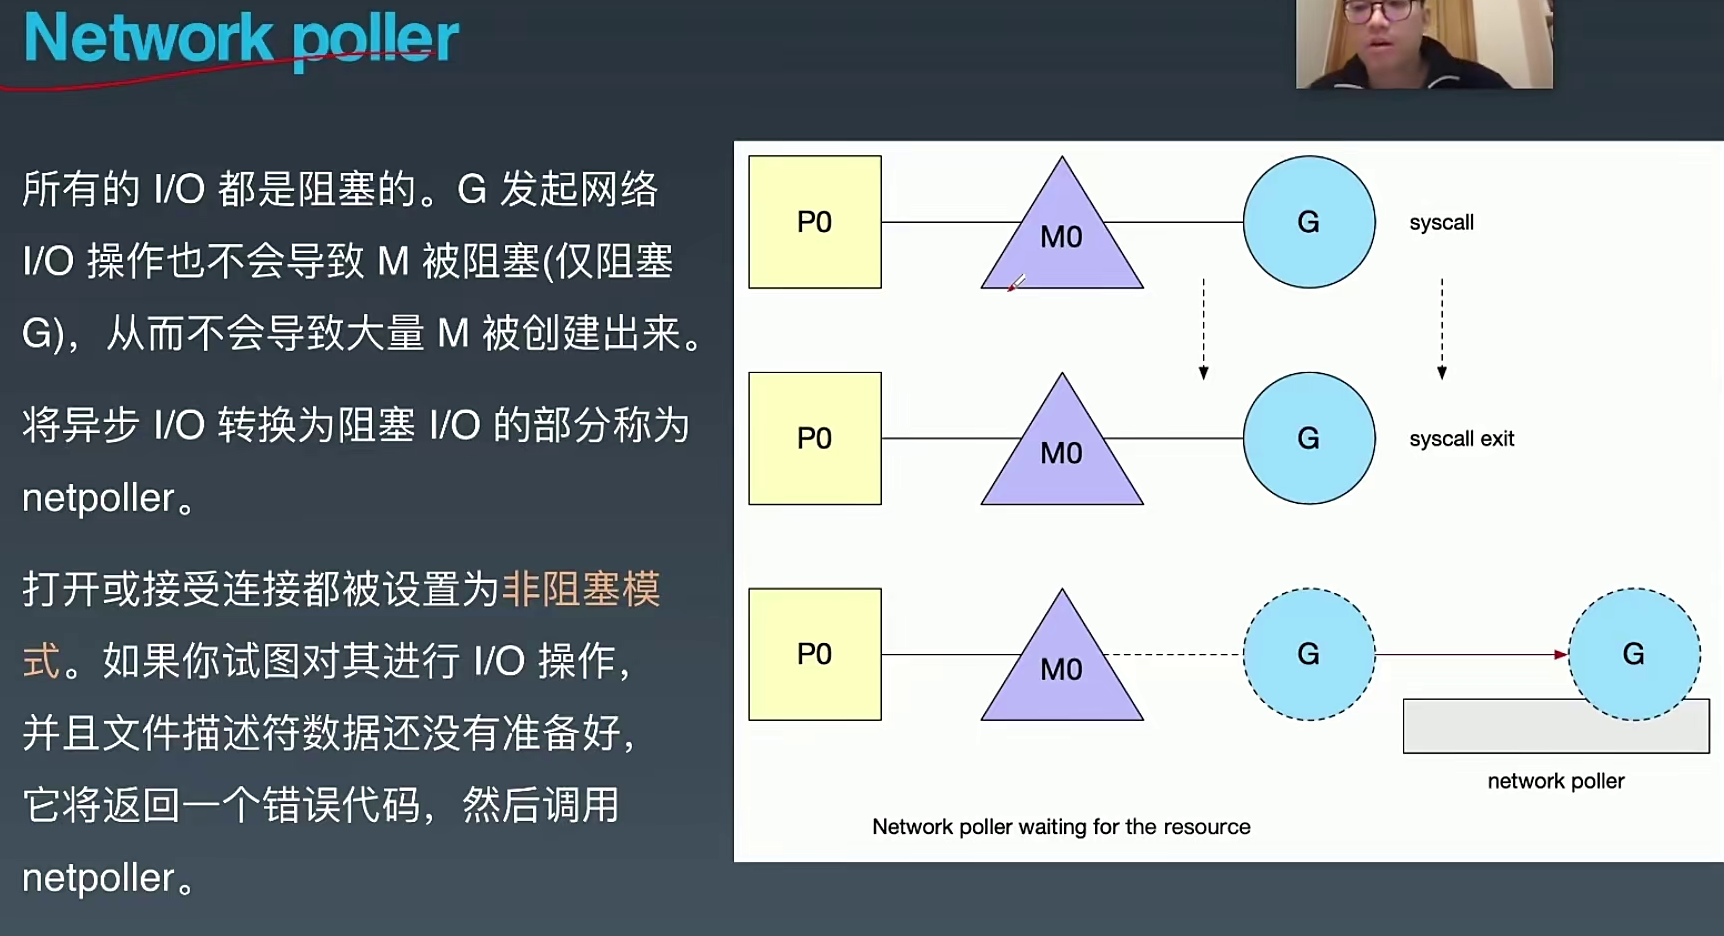 Network poller
所有的 I/O 都是阻塞的。G 发起网络
I/O 操作也不会导致 M 被阻塞(仅阻塞
G)，从而不会导致大量 M 被创建出来。
将异步 I/O 转换为阻塞 I/O 的部分称为
netpoller。
打开或接受连接都被设置为非阻塞模
式。如果你试图对其进行 I/O 操作，
并且文件描述符数据还没有准备好，
它将返回一个错误代码，然后调用
netpoller。
P0 M0 G syscall
P0 M0 G syscall exit
P0 M0 G G
network poller
Network poller waiting for the resource